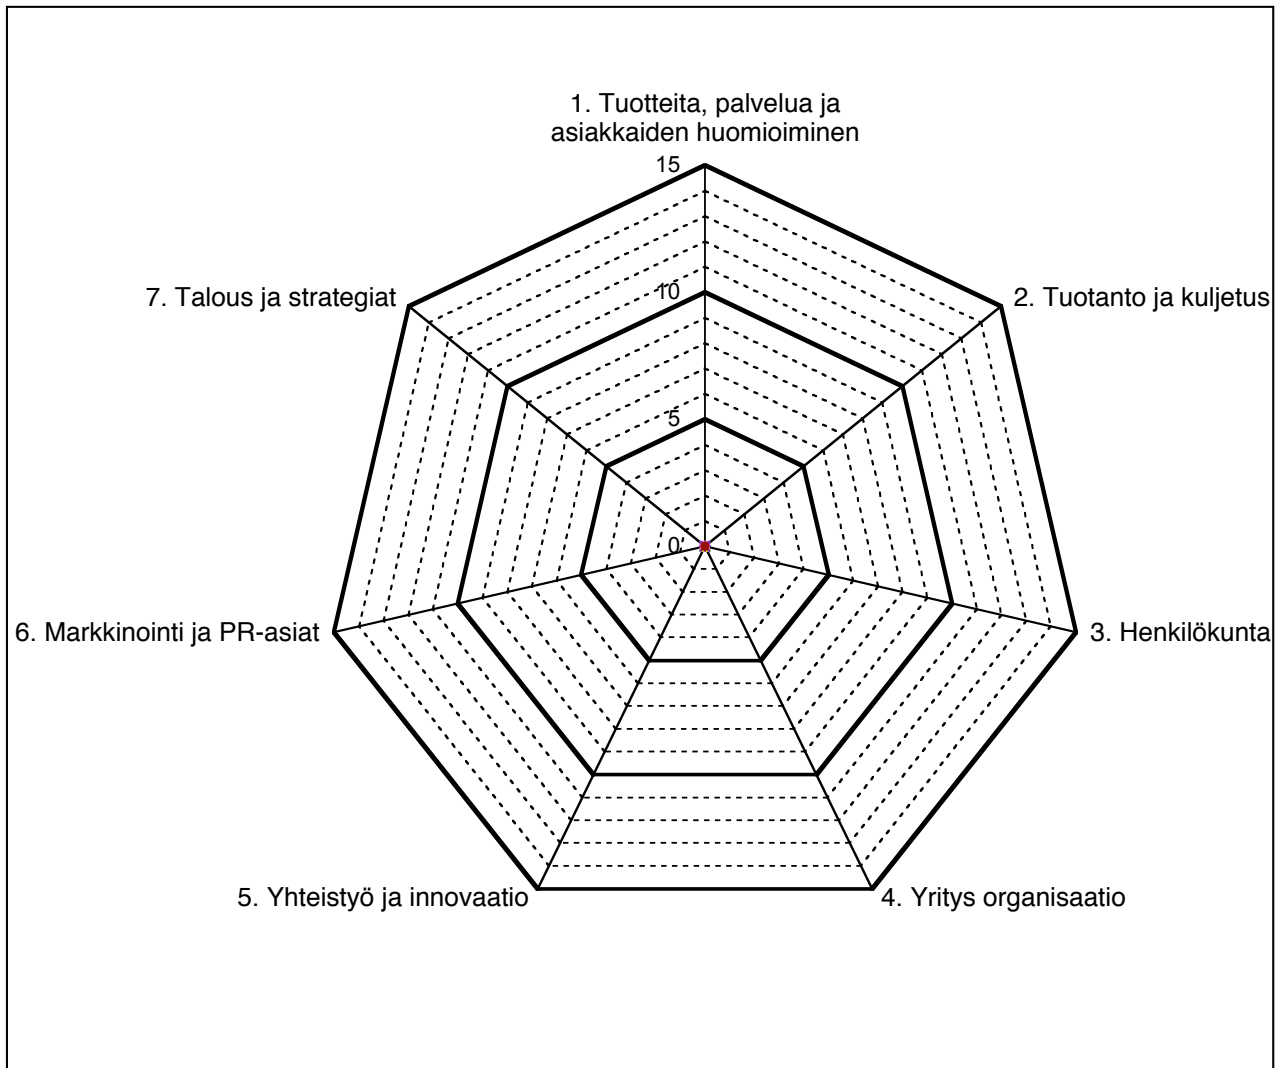 1. Tuotteita, palvelua ja
asiakkaiden huomioiminen
15
7. Talous ja strategiat
10
2. Tuotanto ja kuljetus
5
0
6. Markkinointi ja PR-asiat
3. Henkilökunta
5. Yhteistyö ja innovaatio
4. Yritys organisaatio